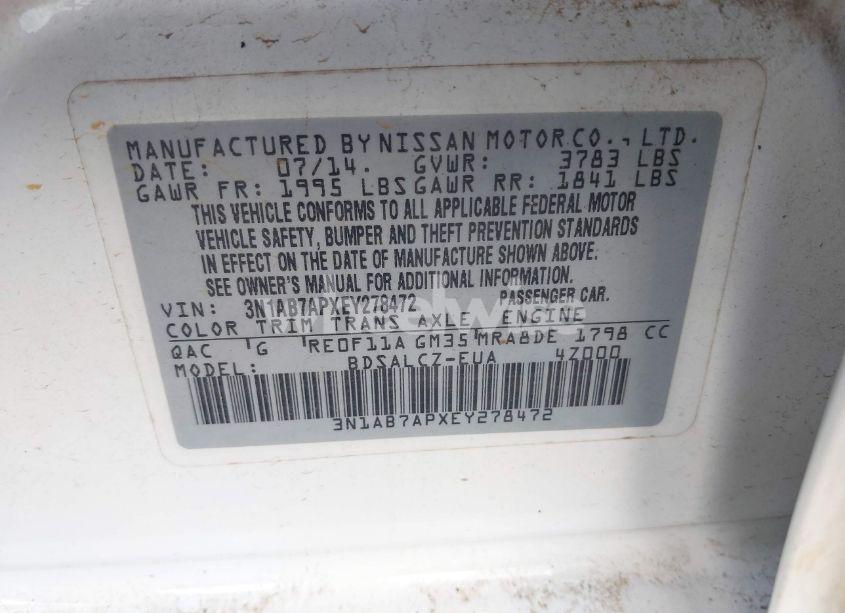 MANUFACTURED BY NISSAN MOTOR CO., LTD.
DATE: 07/14. GVWR: 3783 LBS
GAWR FR: 1995 LBS GAWR RR: 1841 LBS
THIS VEHICLE CONFORMS TO ALL APPLICABLE FEDERAL MOTOR
VEHICLE SAFETY, BUMPER AND THEFT PREVENTION STANDARDS
IN EFFECT ON THE DATE OF MANUFACTURE SHOWN ABOVE.
SEE OWNER'S MANUAL FOR ADDITIONAL INFORMATION.
VIN: 3N1AB7APXEY278472 PASSENGER CAR.
COLOR TRIM TRANS AXLE ENGINE
QAC G RE0F11A GM35 MRA8DE 1798 CC
MODEL: BDSALCZ-EUA 4Z000
3N1AB7APXEY278472